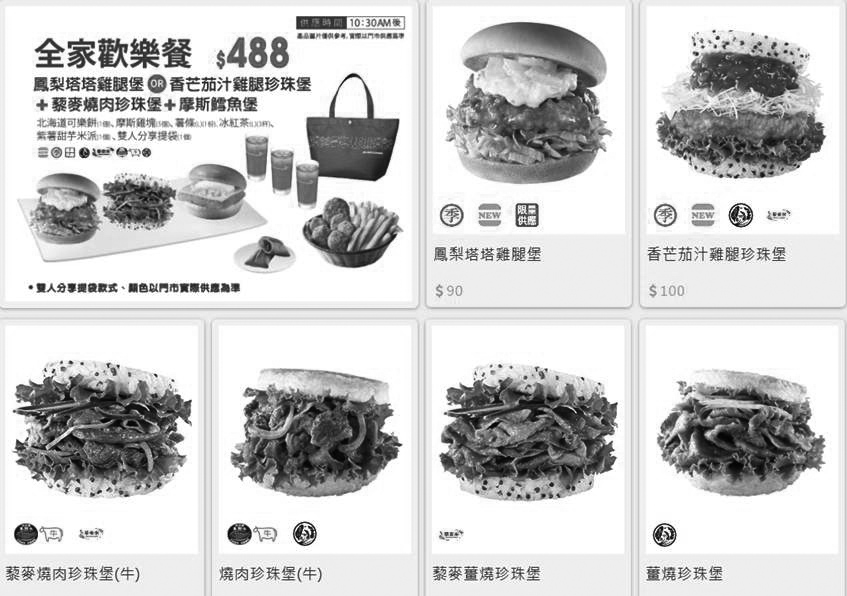 供應時間 10:30AM後
產品圖片僅供參考, 實際以門市供應為準
全家歡樂餐 $488
鳳梨塔塔雞腿堡 OR 香芒茄汁雞腿珍珠堡
+ 藜麥燒肉珍珠堡 + 摩斯鱈魚堡
北海道可樂餅(1個)、摩斯雞塊(5個)、薯條(L)(1份)、冰紅茶(L)(3杯)、
紫薯甜芋米派(1個)、雙人分享提袋(1個)
• 雙人分享提袋款式、顏色以門市實際供應為準
季 NEW 限量供應
鳳梨塔塔雞腿堡
$90
季 NEW
香芒茄汁雞腿珍珠堡
$100
牛
藜麥燒肉珍珠堡(牛)
牛
燒肉珍珠堡(牛)
藜麥薑燒珍珠堡
薑燒珍珠堡